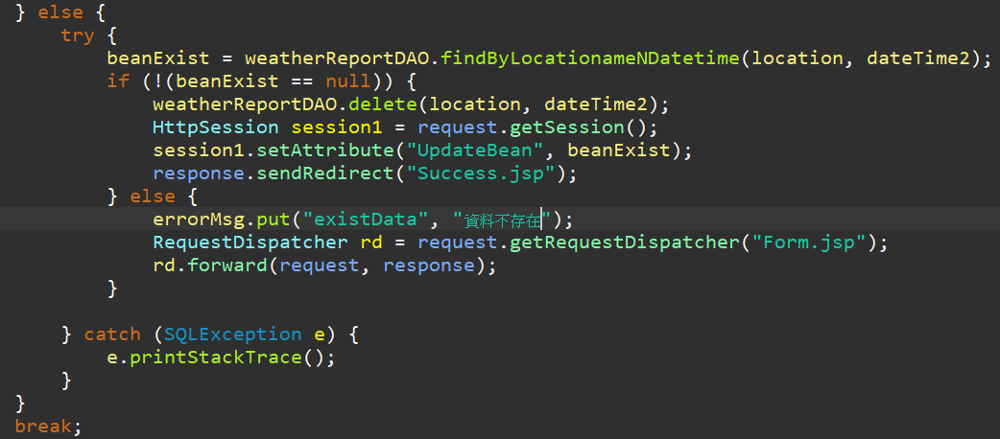 } else {
try {
beanExist = weatherReportDAO.findByLocationameNDatetime(location, dateTime2);
if (!(beanExist == null)) {
weatherReportDAO.delete(location, dateTime2);
HttpSession session1 = request.getSession();
session1.setAttribute("UpdateBean", beanExist);
response.sendRedirect("Success.jsp");
} else {
errorMsg.put("existData", "資料不存在");
RequestDispatcher rd = request.getRequestDispatcher("Form.jsp");
rd.forward(request, response);
}
} catch (SQLException e) {
e.printStackTrace();
}
}
break;